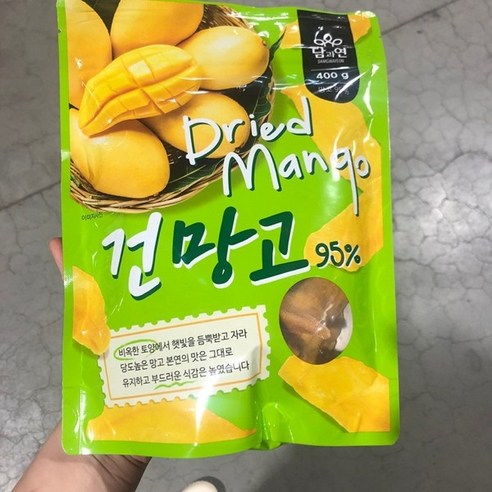 담과연
400 g
Dried
Mango
건망고 95%
비옥한 토양에서 햇빛을 듬뿍받고 자라
당도높은 망고 본연의 맛은 그대로
유지하고 부드러운 식감은 높였습니다